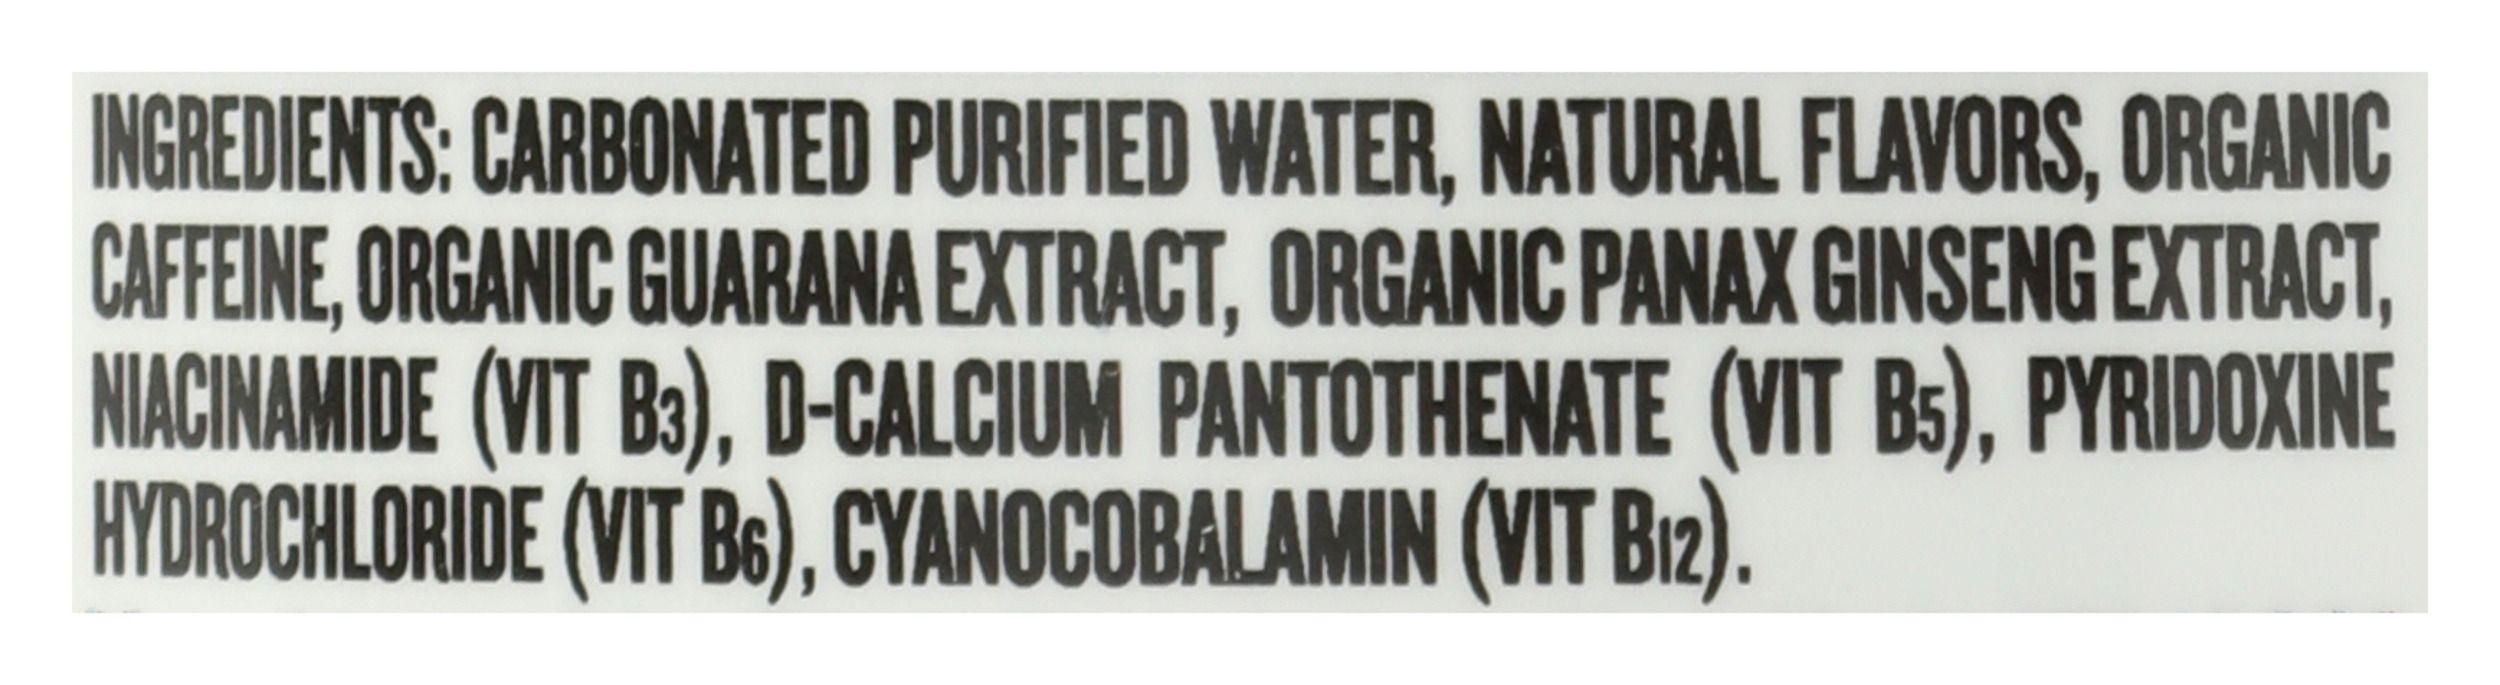 INGREDIENTS: CARBONATED PURIFIED WATER, NATURAL FLAVORS, ORGANIC
CAFFEINE, ORGANIC GUARANA EXTRACT, ORGANIC PANAX GINSENG EXTRACT,
NIACINAMIDE (VIT B3), D-CALCIUM PANTOTHENATE (VIT B5), PYRIDOXINE
HYDROCHLORIDE (VIT B6), CYANOCOBALAMIN (VIT B12).